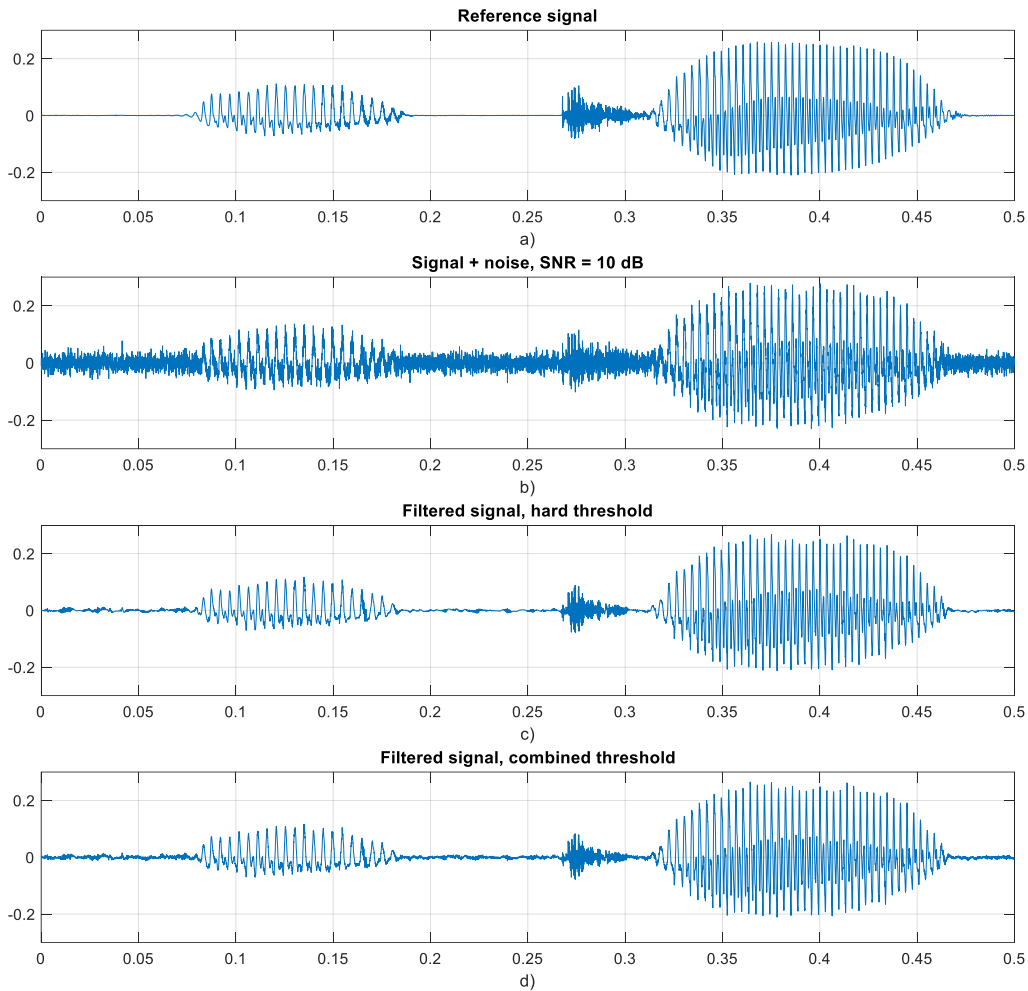 Reference signal
0.2
0
-0.2
0 0.05 0.1 0.15 0.2 0.25 0.3 0.35 0.4 0.45 0.5
a)
Signal + noise, SNR = 10 dB
0.2
0
-0.2
0 0.05 0.1 0.15 0.2 0.25 0.3 0.35 0.4 0.45 0.5
b)
Filtered signal, hard threshold
0.2
0
-0.2
0 0.05 0.1 0.15 0.2 0.25 0.3 0.35 0.4 0.45 0.5
c)
Filtered signal, combined threshold
0.2
0
-0.2
0 0.05 0.1 0.15 0.2 0.25 0.3 0.35 0.4 0.45 0.5
d)